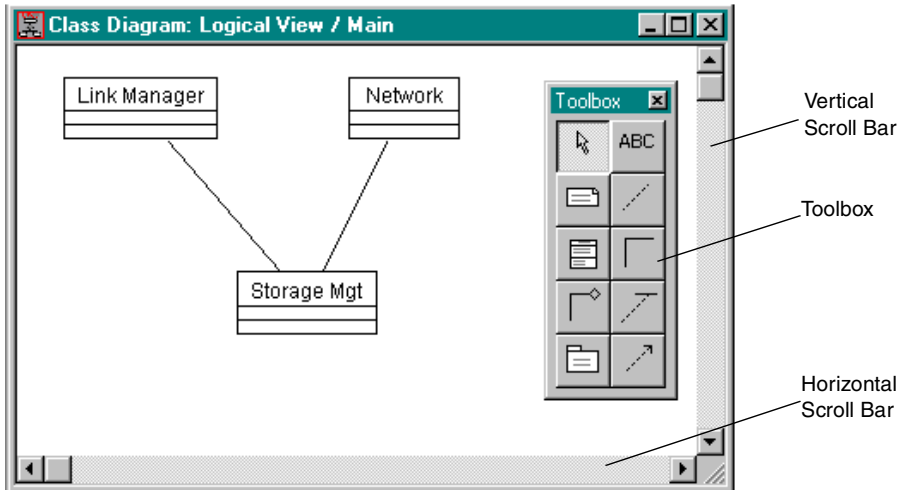 Class Diagram: Logical View / Main
Link Manager
Network
Storage Mgt
Toolbox
ABC
Vertical
Scroll Bar
Toolbox
Horizontal
Scroll Bar